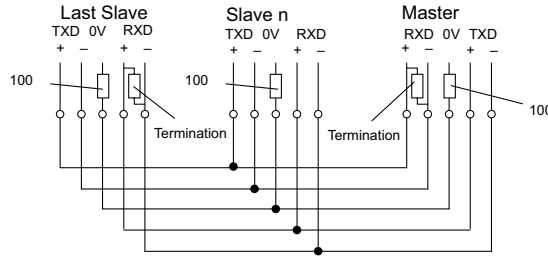 Last Slave Slave n Master
TXD 0V RXD TXD 0V RXD RXD 0V TXD
+ – + – + – + – + – + –
100 100 100
Termination Termination